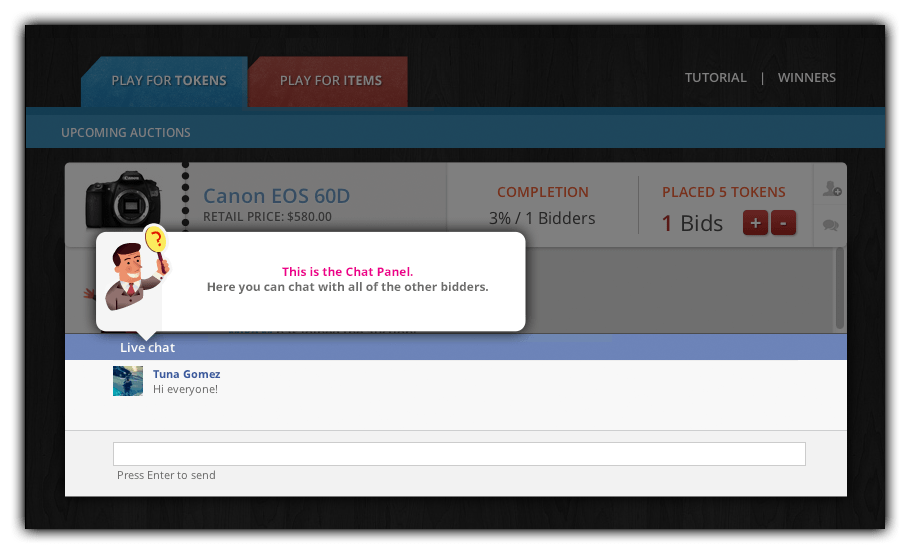 PLAY FOR TOKENS
PLAY FOR ITEMS
TUTORIAL | WINNERS
UPCOMING AUCTIONS
Canon EOS 60D
RETAIL PRICE: $580.00
COMPLETION
3% / 1 Bidders
PLACED 5 TOKENS
1 Bids
+ -
?
This is the Chat Panel.
Here you can chat with all of the other bidders.
Live chat
Tuna Gomez
Hi everyone!
Press Enter to send